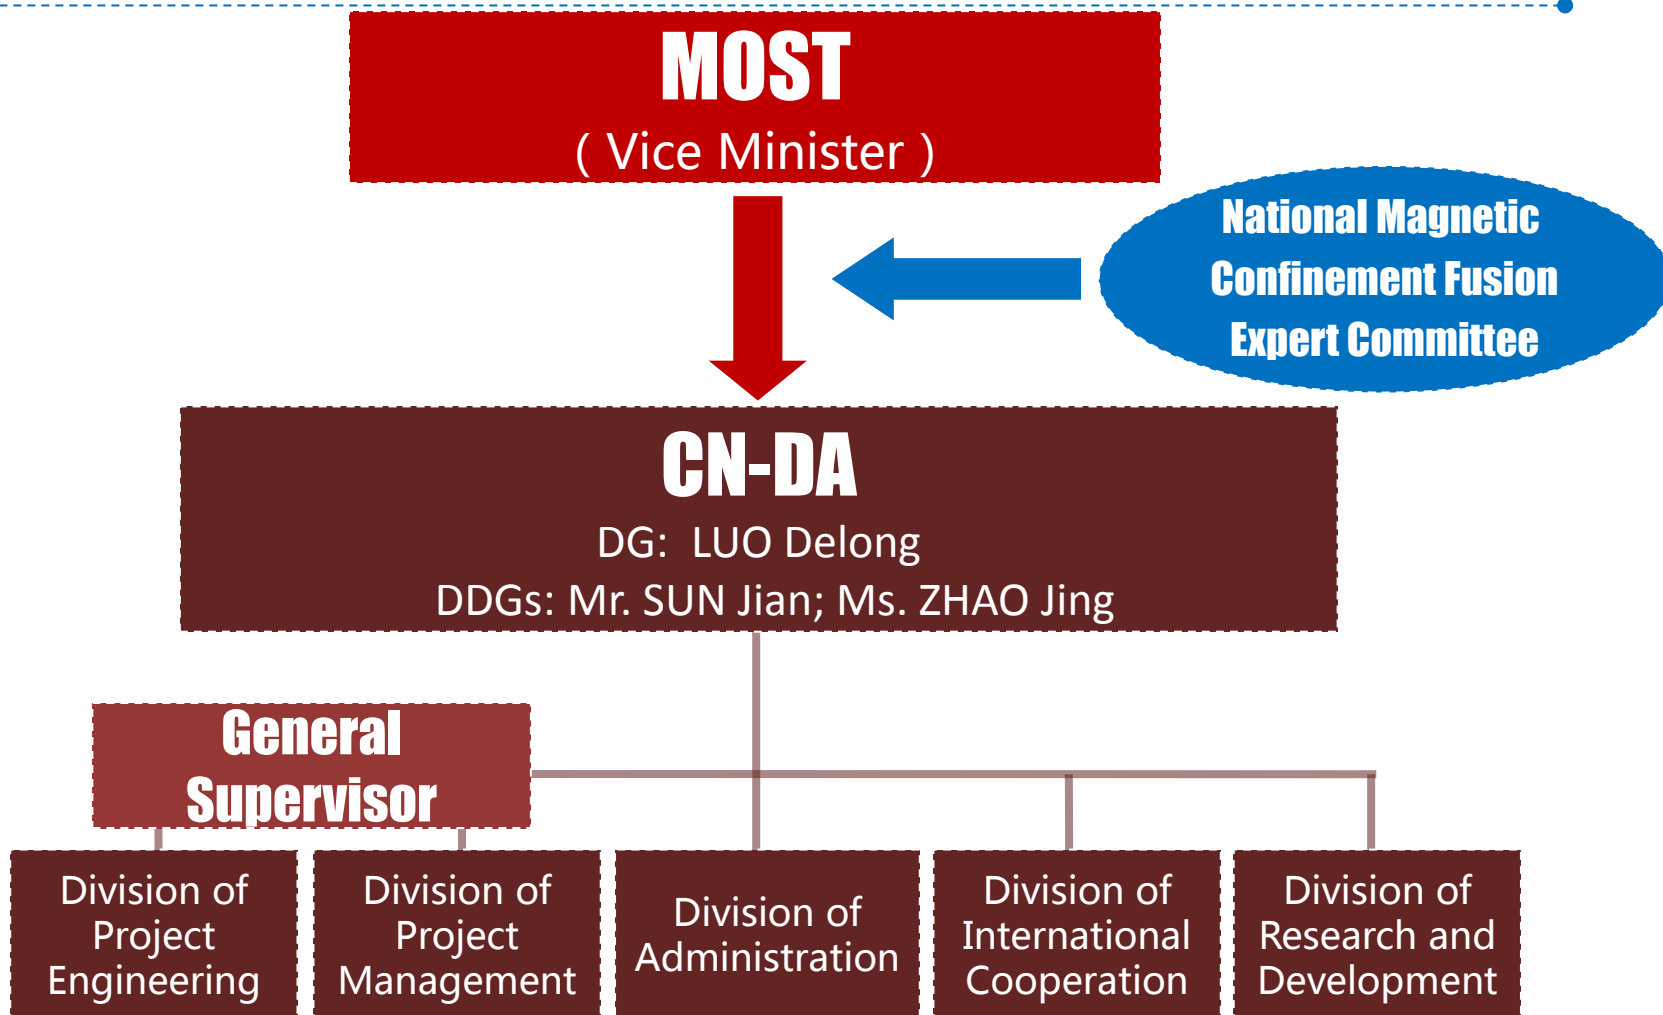 MOST
( Vice Minister )
National Magnetic
Confinement Fusion
Expert Committee
CN-DA
DG: LUO Delong
DDGs: Mr. SUN Jian; Ms. ZHAO Jing
General
Supervisor
Division of
Project
Engineering
Division of
Project
Management
Division of
Administration
Division of
International
Cooperation
Division of
Research and
Development